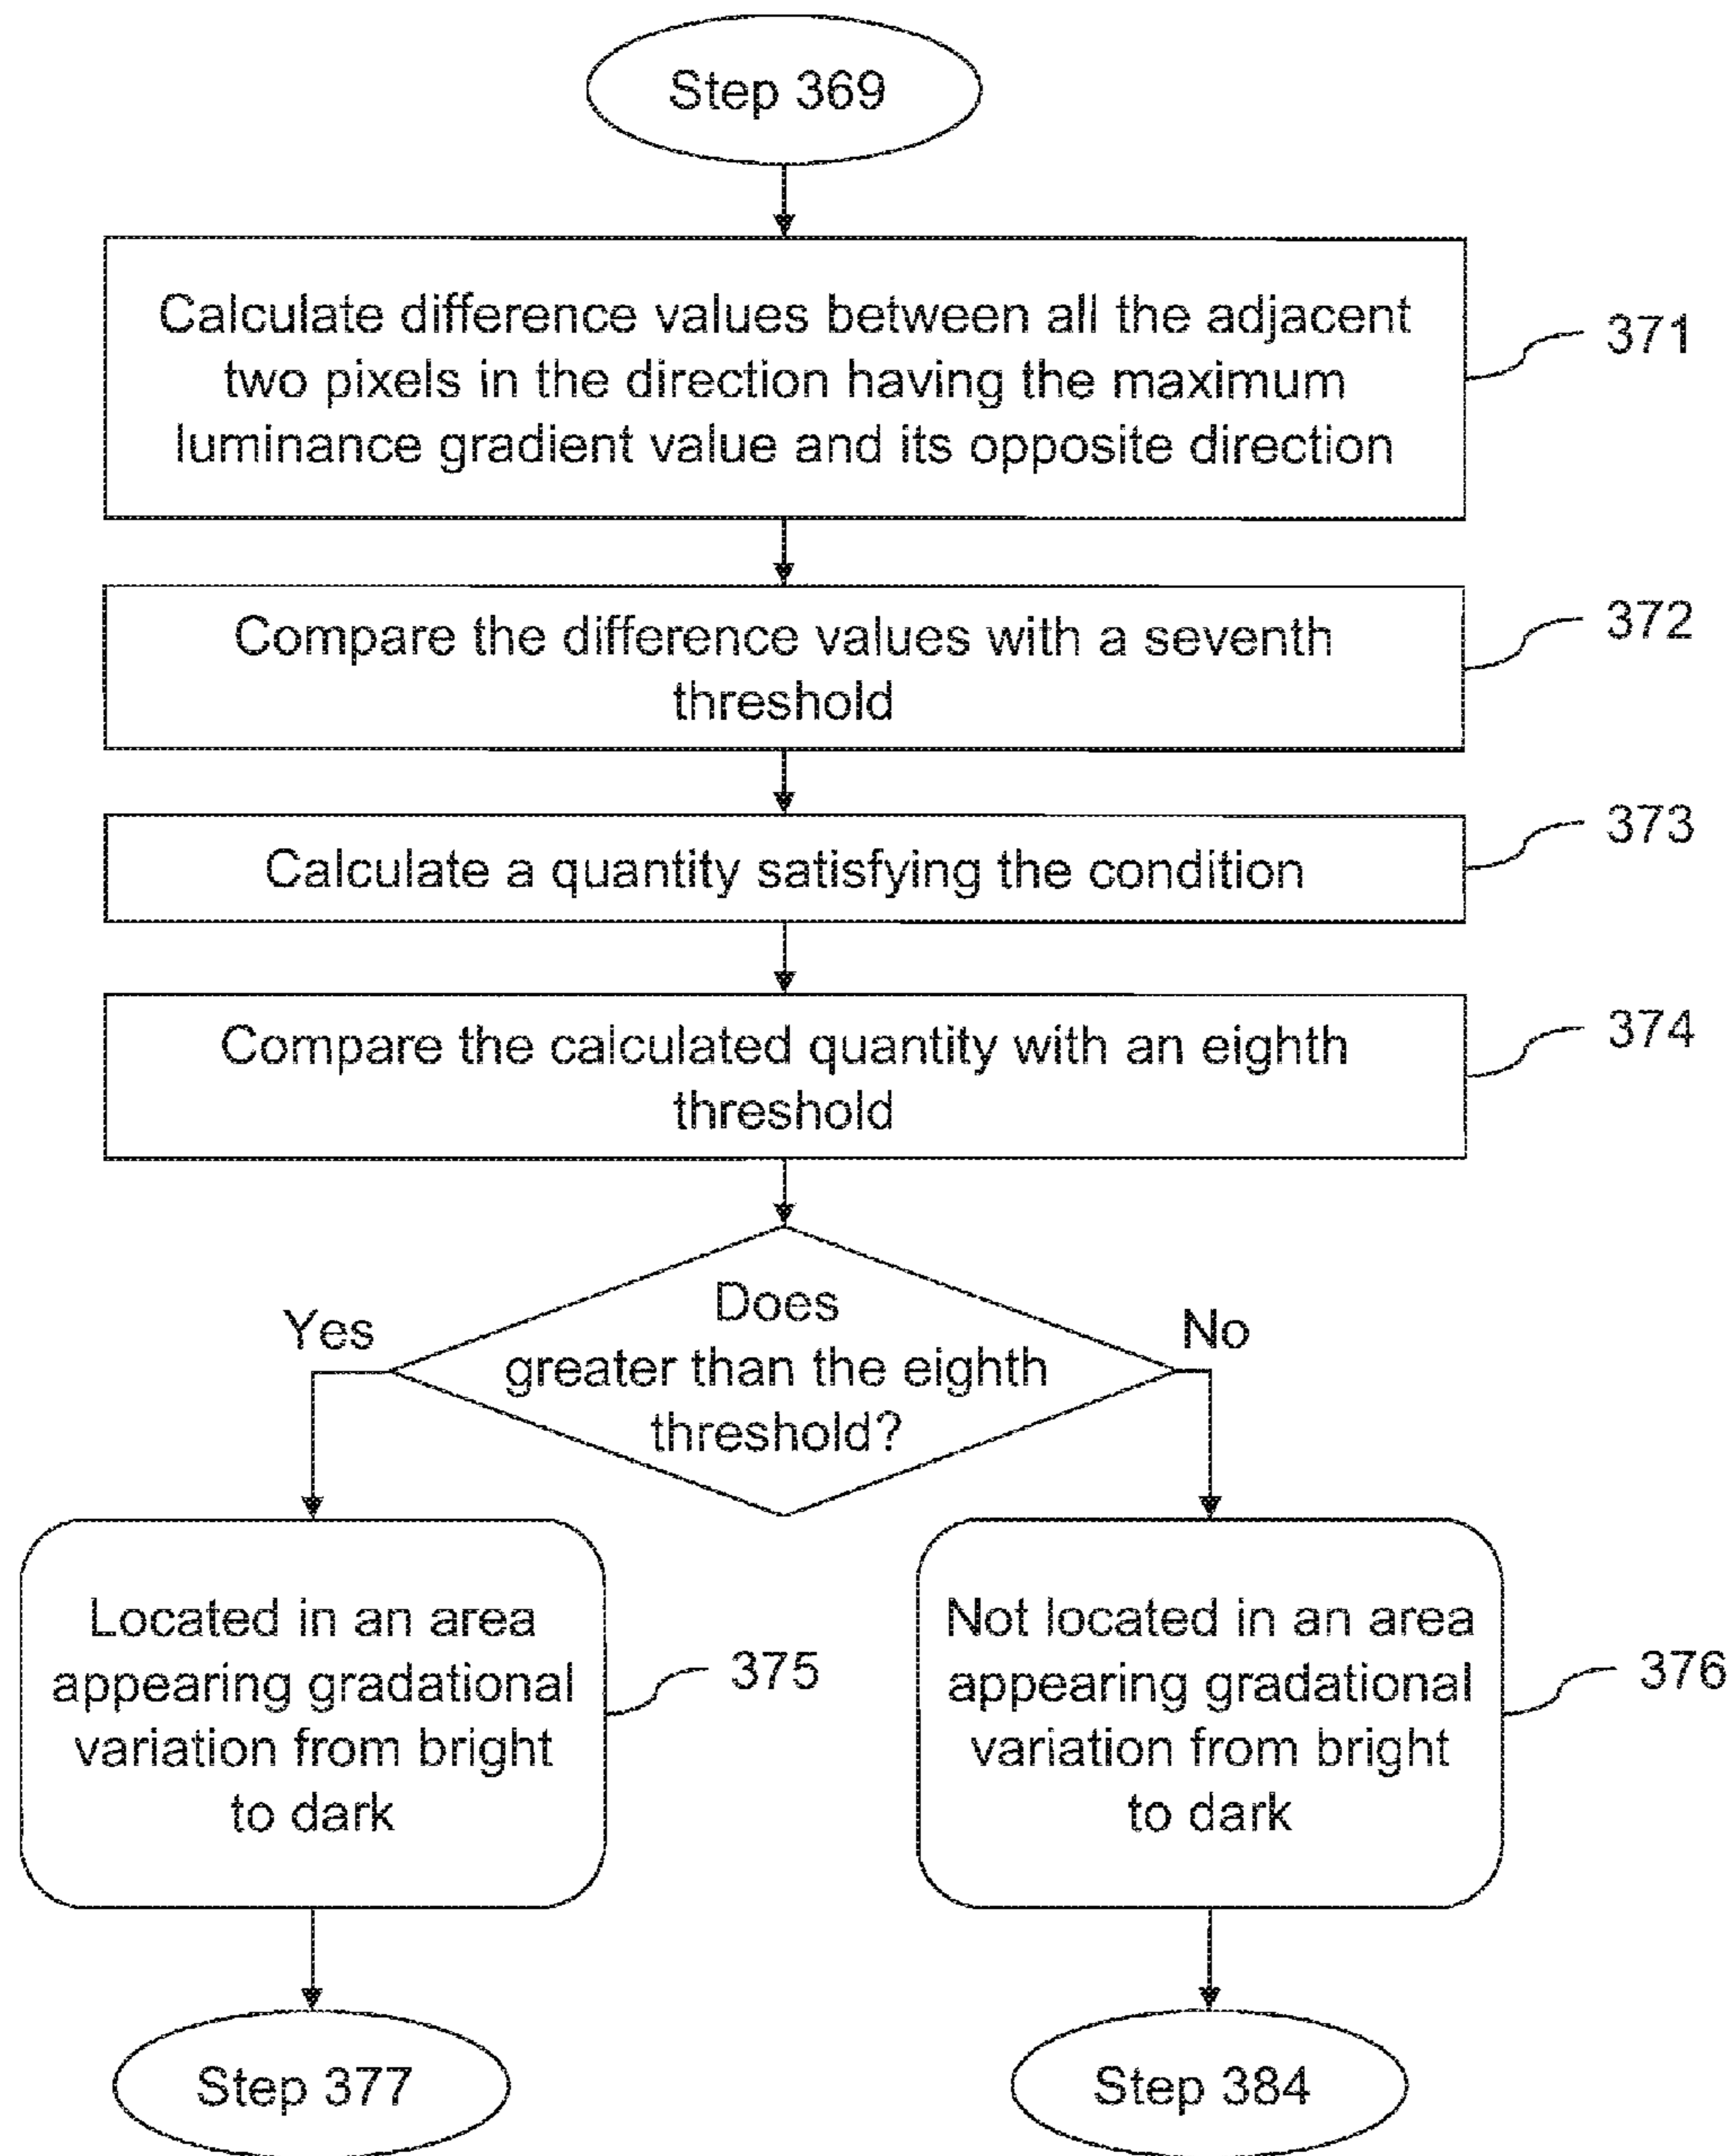 Step 369
Calculate difference values between all the adjacent
two pixels in the direction having the maximum
luminance gradient value and its opposite direction
371
Compare the difference values with a seventh
threshold
372
Calculate a quantity satisfying the condition
373
Compare the calculated quantity with an eighth
threshold
374
Does
greater than the eighth
threshold?
Yes
No
Located in an area
appearing gradational
variation from bright
to dark
375
Not located in an area
appearing gradational
variation from bright
to dark
376
Step 377
Step 384